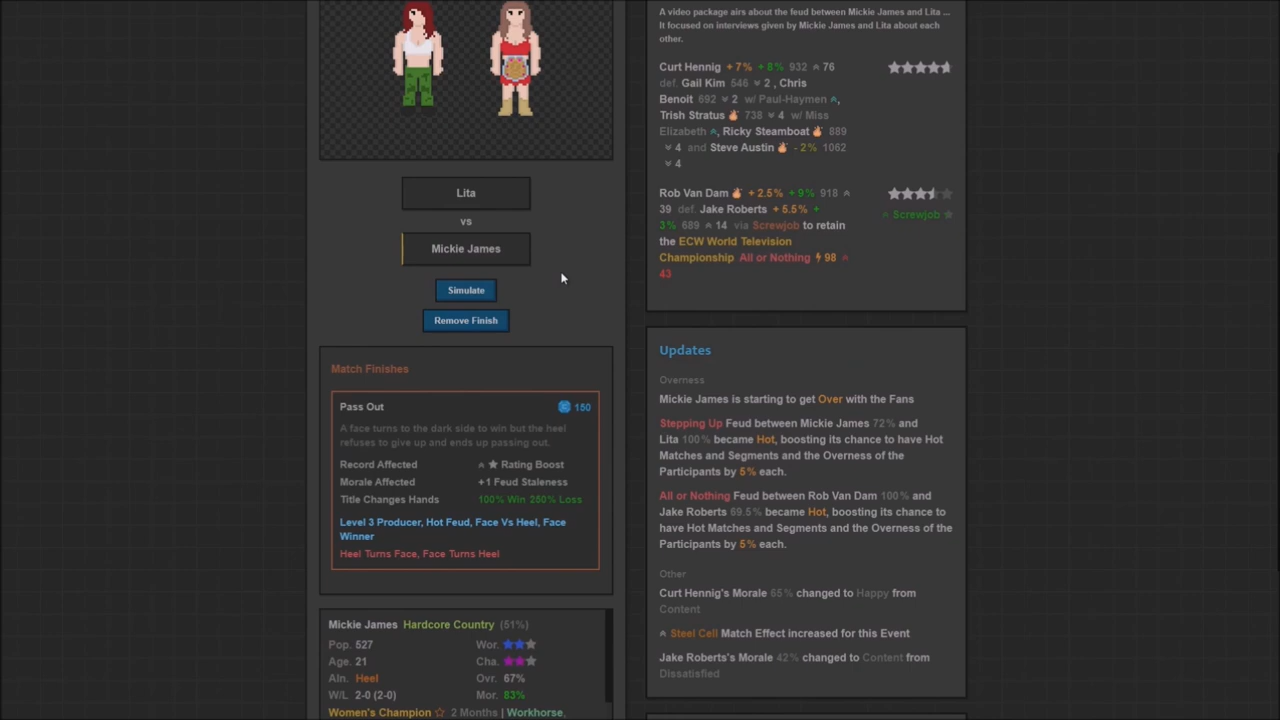 Lita
vs
Mickie James
Simulate
Remove Finish
Match Finishes
Pass Out 150
A face turns to the dark side to win but the heel
refuses to give up and ends up passing out.
Record Affected Rating Boost
Morale Affected +1 Feud Staleness
Title Changes Hands 100% Win 250% Loss
Level 3 Producer, Hot Feud, Face Vs Heel, Face
Winner
Heel Turns Face, Face Turns Heel
Mickie James Hardcore Country (51%)
Pop. 527 Wor.
Age. 21 Cha.
Aln. Heel Ovr. 67%
W/L 2-0 (2-0) Mor. 83%
Women's Champion 2 Months | Workhorse,
A video package airs about the feud between Mickie James and Lita ...
It focused on interviews given by Mickie James and Lita about each
other.
Curt Hennig + 7% + 8% 932 76
def. Gail Kim 546 2 , Chris
Benoit 692 2 w/ Paul-Haymen ,
Trish Stratus 738 4 w/ Miss
Elizabeth , Ricky Steamboat 889
4 and Steve Austin - 2% 1062
4
Rob Van Dam + 2.5% + 9% 918
39 def. Jake Roberts + 5.5% +
3% 689 14 via Screwjob to retain
the ECW World Television
Championship All or Nothing 98
43
Screwjob
Updates
Overness
Mickie James is starting to get Over with the Fans
Stepping Up Feud between Mickie James 72% and
Lita 100% became Hot, boosting its chance to have Hot
Matches and Segments and the Overness of the
Participants by 5% each.
All or Nothing Feud between Rob Van Dam 100% and
Jake Roberts 69.5% became Hot, boosting its chance to
have Hot Matches and Segments and the Overness of the
Participants by 5% each.
Other
Curt Hennig's Morale 65% changed to Happy from
Content
Steel Cell Match Effect increased for this Event
Jake Roberts's Morale 42% changed to Content from
Dissatisfied